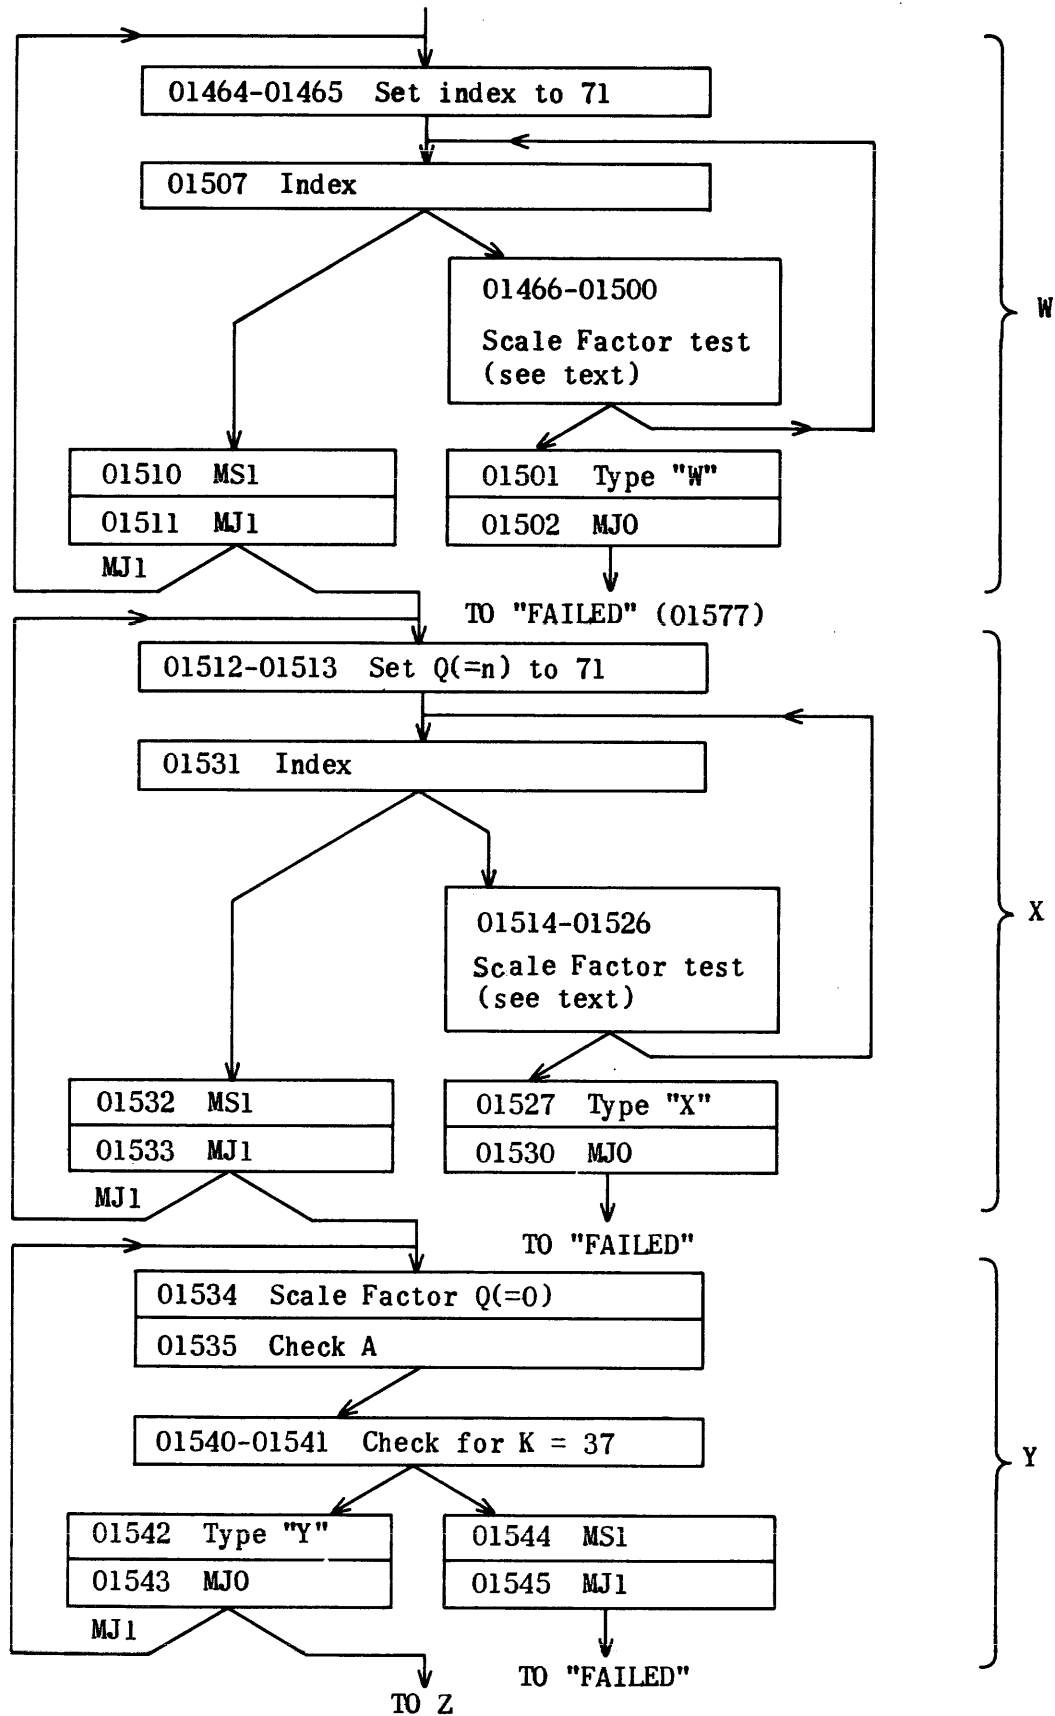 01464-01465 Set index to 71
01507 Index
01466-01500
Scale Factor test
(see text)
W
01510 MS1
01511 MJ1
MJ1
01501 Type "W"
01502 MJ0
TO "FAILED" (01577)
01512-01513 Set Q(=n) to 71
01531 Index
01514-01526
Scale Factor test
(see text)
X
01532 MS1
01533 MJ1
MJ1
01527 Type "X"
01530 MJ0
TO "FAILED"
01534 Scale Factor Q(=0)
01535 Check A
01540-01541 Check for K = 37
Y
01542 Type "Y"
01543 MJ0
MJ1
01544 MS1
01545 MJ1
TO "FAILED"
TO Z